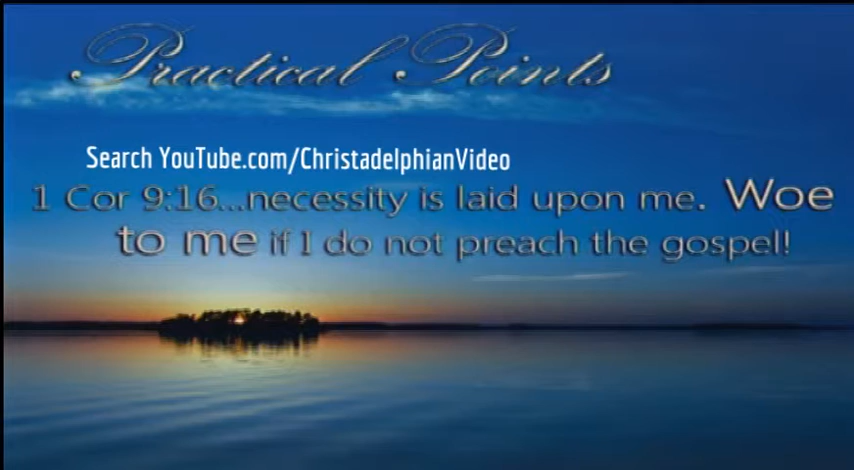 Practical Points
Search YouTube.com/ChristadelphianVideo
1 Cor 9:16...necessity is laid upon me. Woe
to me if I do not preach the gospel!